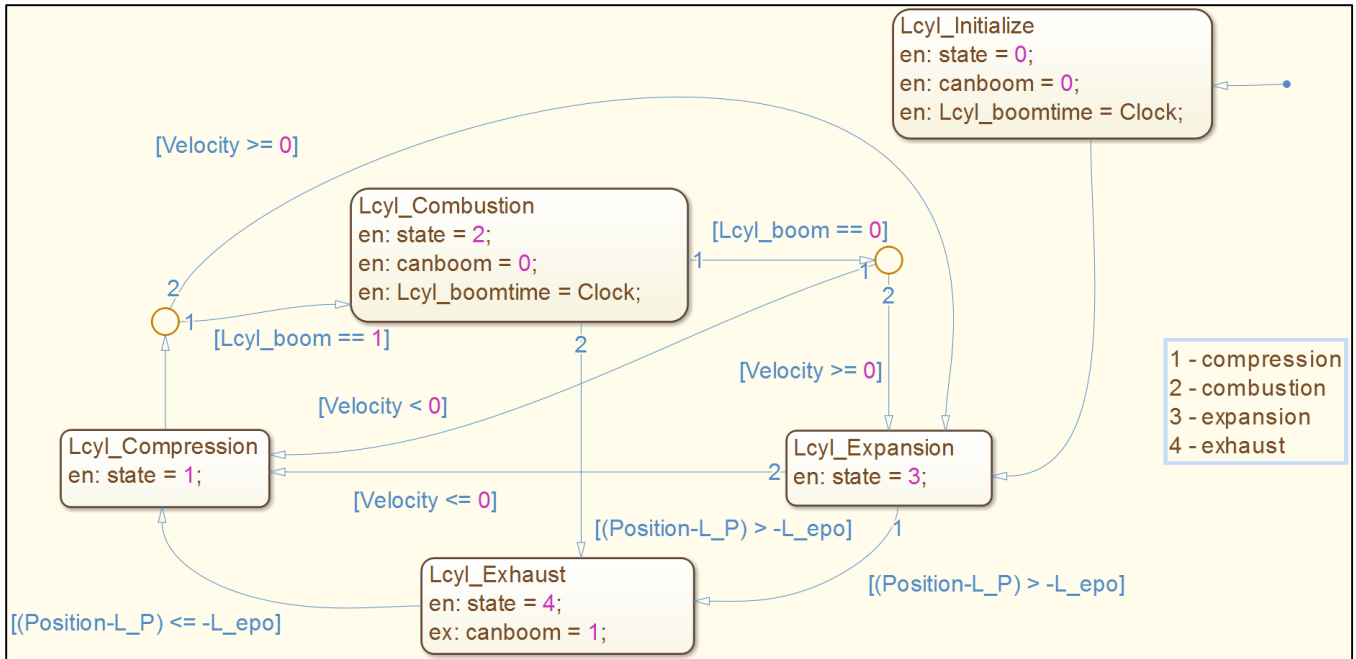 Lcyl_Initialize
en: state = 0;
en: canboom = 0;
en: Lcyl_boomtime = Clock;
[Velocity >= 0]
Lcyl_Combustion
en: state = 2;
en: canboom = 0;
en: Lcyl_boomtime = Clock;
[Lcyl_boom == 0]
1
1
2
2
1
[Lcyl_boom == 1]
2
[Velocity >= 0]
[Velocity < 0]
1 - compression
2 - combustion
3 - expansion
4 - exhaust
Lcyl_Compression
en: state = 1;
Lcyl_Expansion
en: state = 3;
2
[Velocity <= 0]
[(Position-L_P) > -L_epo]
1
Lcyl_Exhaust
en: state = 4;
ex: canboom = 1;
[(Position-L_P) > -L_epo]
[(Position-L_P) <= -L_epo]